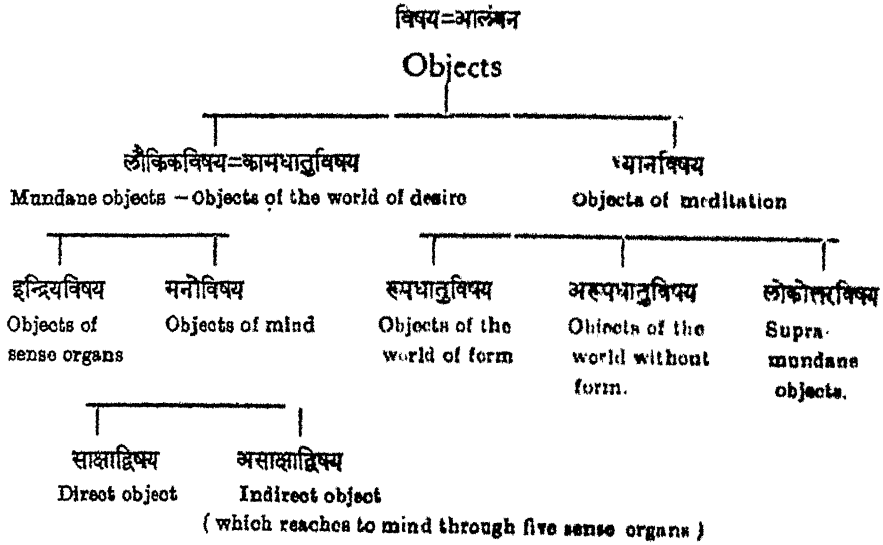 विषय=आलंबन
Objects
लौकिकविषय=कामधातुविषय ध्यानविषय
Mundane objects – Objects of the world of desire Objects of meditation
इन्द्रियविषय मनोविषय रूपधातुविषय अरूपधातुविषय लोकोत्तरविषय
Objects of Objects of mind Objects of the Objects of the Supra-
sense organs world of form world without mundane
form. objects.
साक्षाद्विषय असाक्षाद्विषय
Direct object Indirect object
( which reaches to mind through five sense organs )